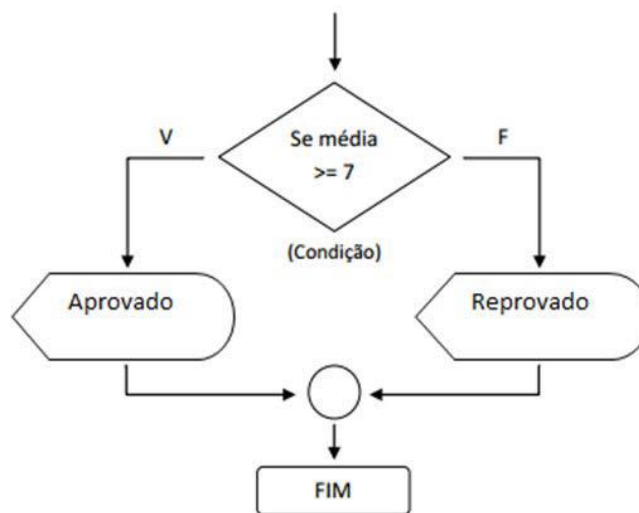 V
Se média
>= 7
F
(Condição)
Aprovado
Reprovado
FIM